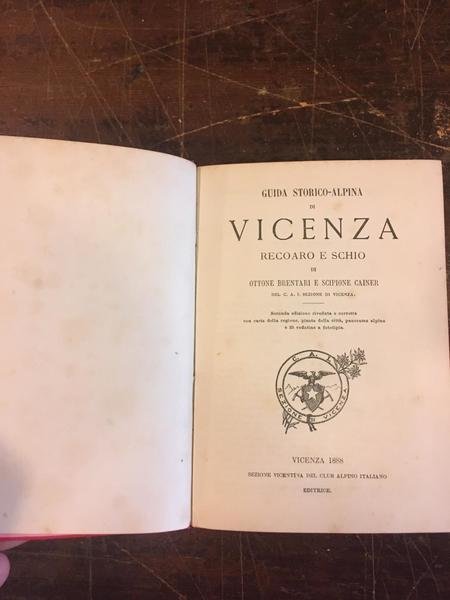 GUIDA STORICO-ALPINA
DI
VICENZA
RECOARO E SCHIO
DI
OTTONE BRENTARI E SCIPIONE CAINER
DEL C. A. I. SEZIONE DI VICENZA.
Seconda edizione riveduta e corretta
con carta della regione, pianta della città, panorama alpino
e 25 vedutine a fototipia.
C. A. I.
SEZIONE DI VICENZA
VICENZA 1888
SEZIONE VICENTINA DEL CLUB ALPINO ITALIANO
EDITRICE.